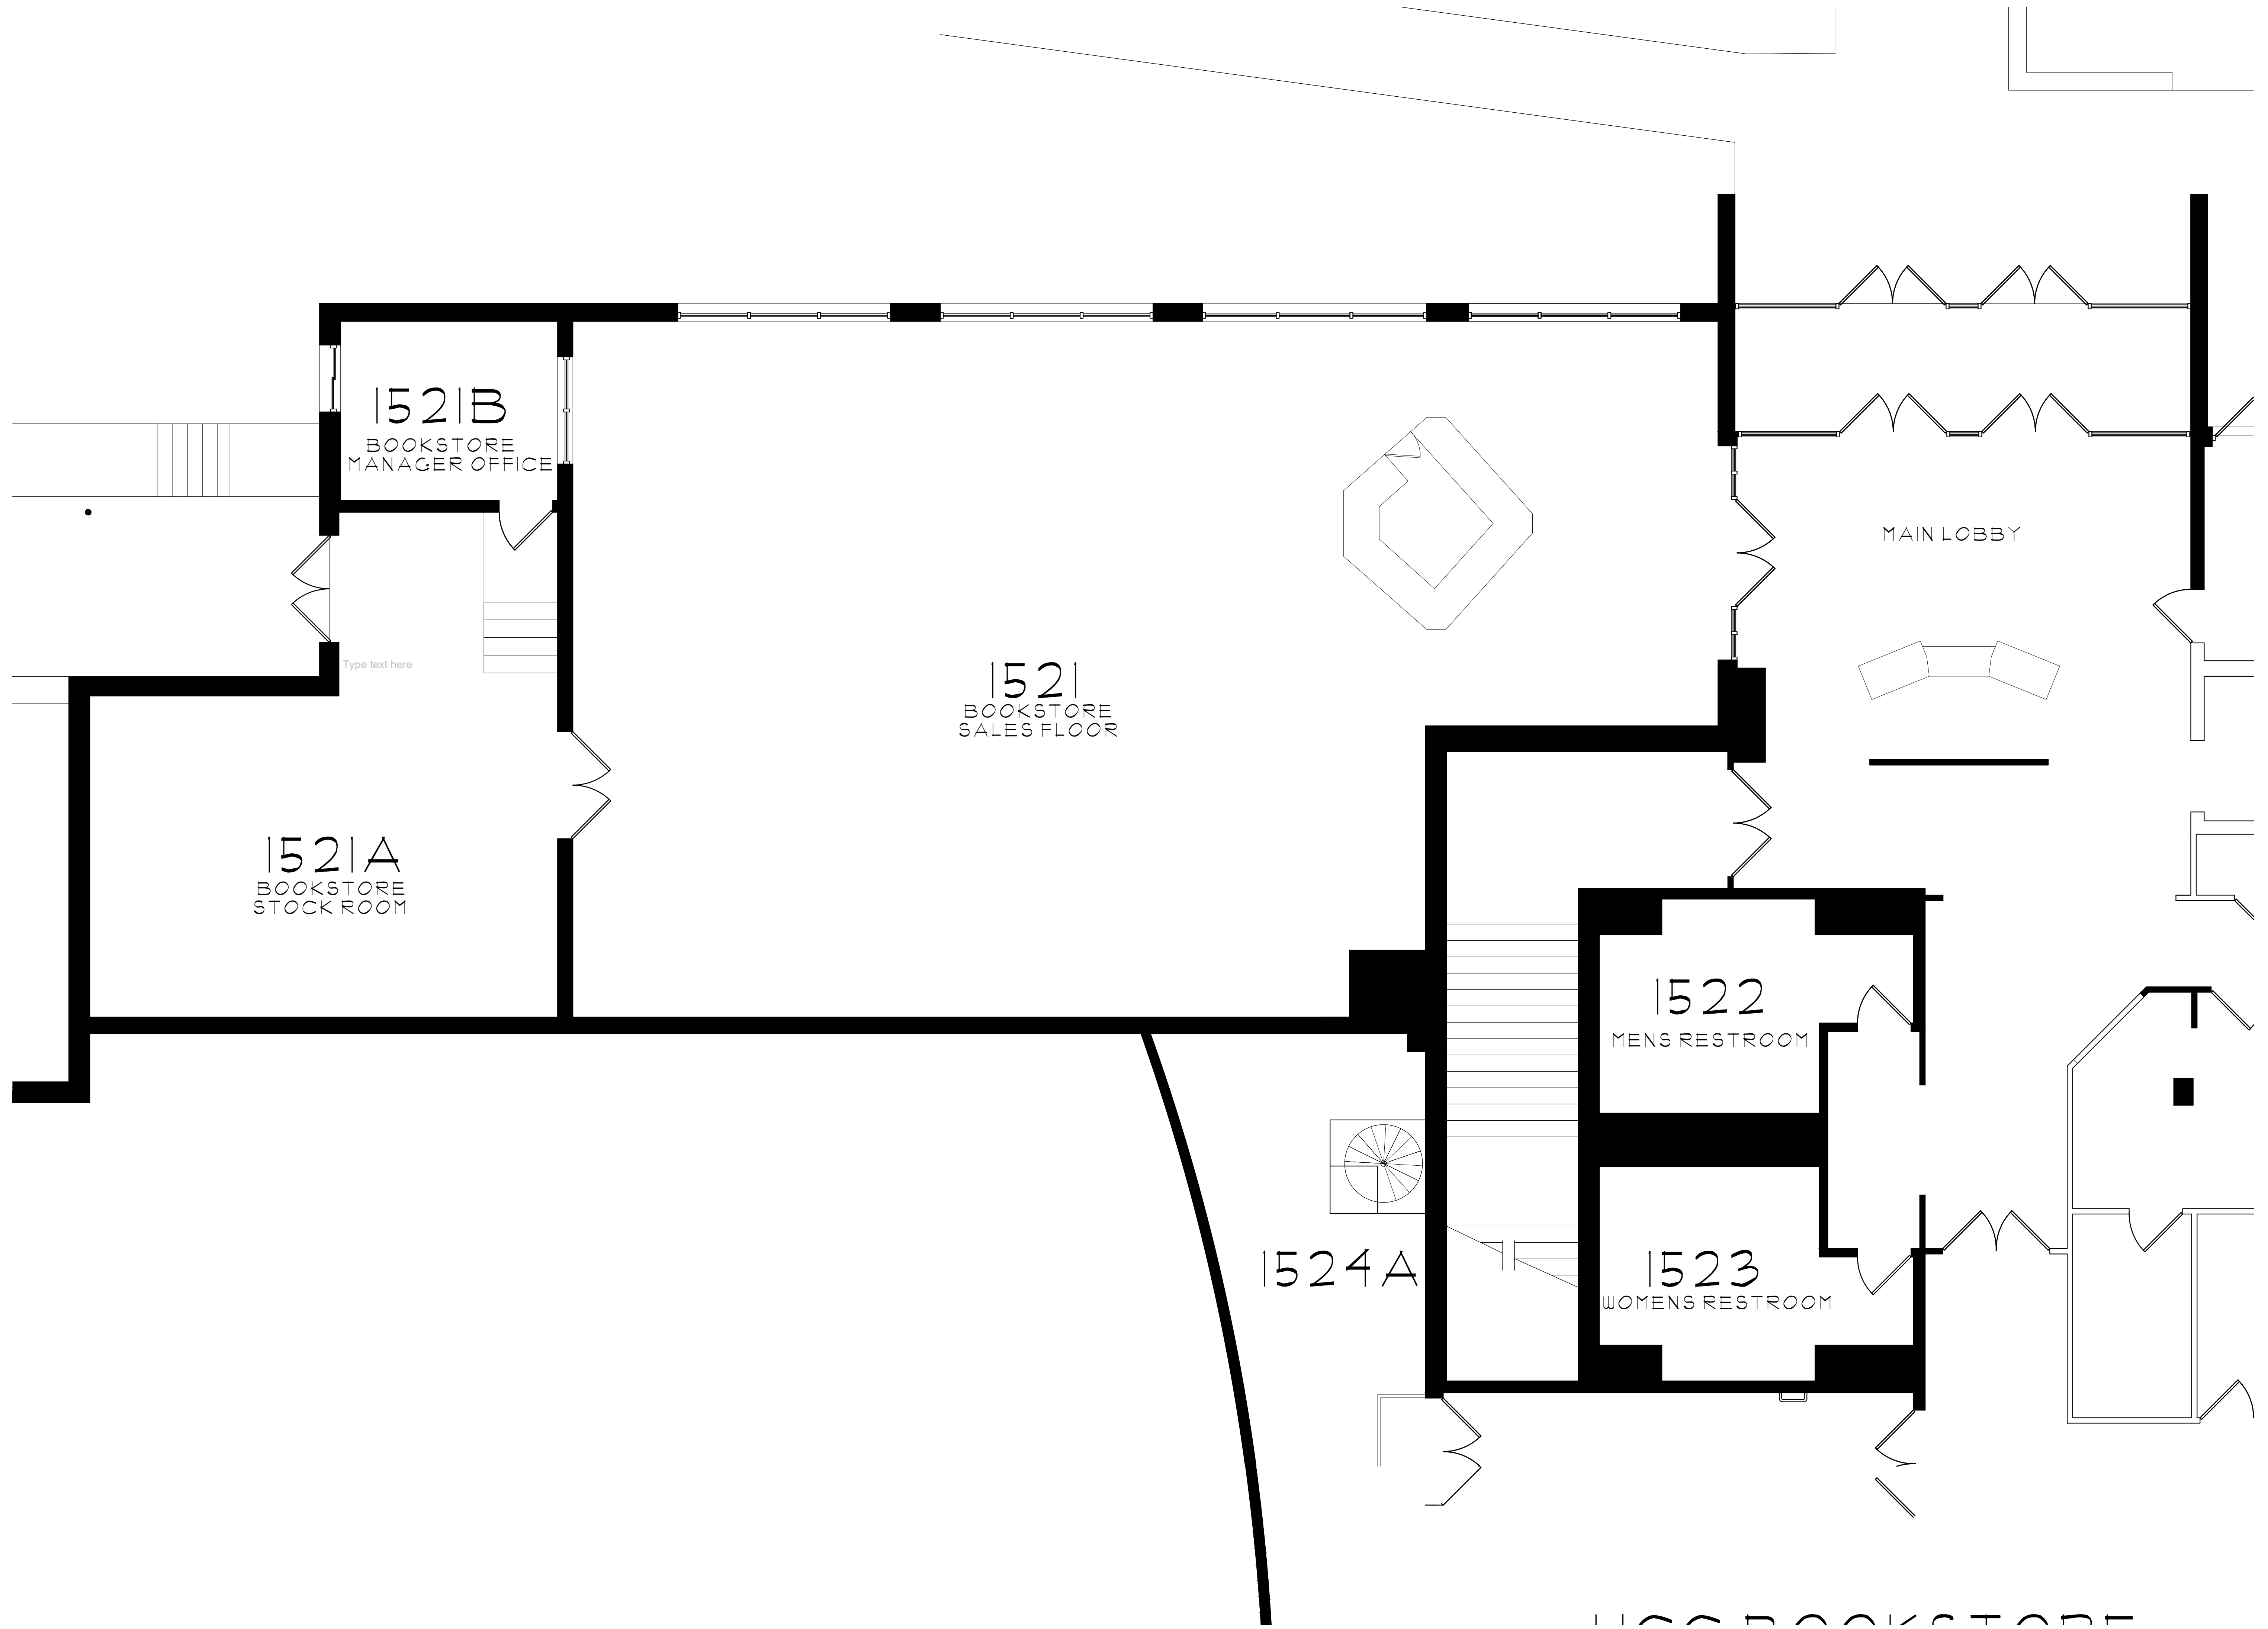 1521B
BOOKSTORE
MANAGER OFFICE
MAIN LOBBY
Type text here
1521
BOOKSTORE
SALES FLOOR
1521A
BOOKSTORE
STOCK ROOM
1522
MENS RESTROOM
1524A
1523
WOMENS RESTROOM
BOOKSTORE